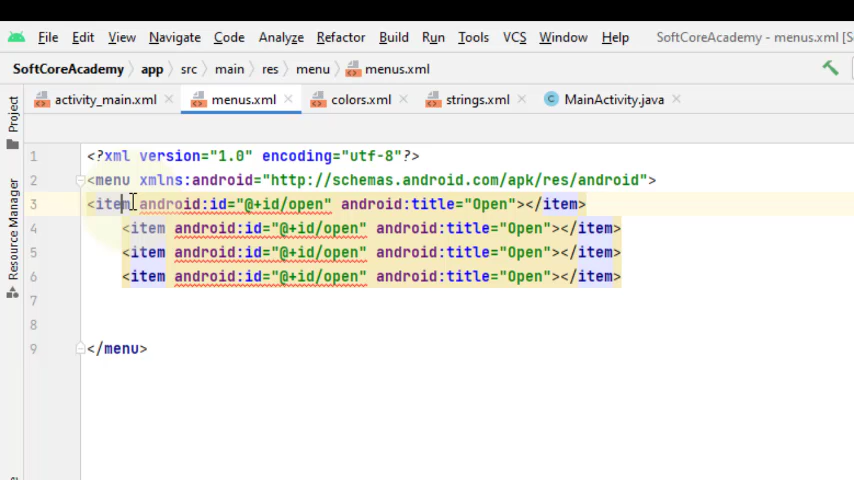 File Edit View Navigate Code Analyze Refactor Build Run Tools VCS Window Help SoftCoreAcademy - menus.xml [S
SoftCoreAcademy app src main res menu menus.xml
activity_main.xml menus.xml colors.xml strings.xml MainActivity.java
Project
Resource Manager
1 <?xml version="1.0" encoding="utf-8"?>
2 <menu xmlns:android="http://schemas.android.com/apk/res/android">
3 <item android:id="@+id/open" android:title="Open"></item>
4 <item android:id="@+id/open" android:title="Open"></item>
5 <item android:id="@+id/open" android:title="Open"></item>
6 <item android:id="@+id/open" android:title="Open"></item>
7
8
9 </menu>